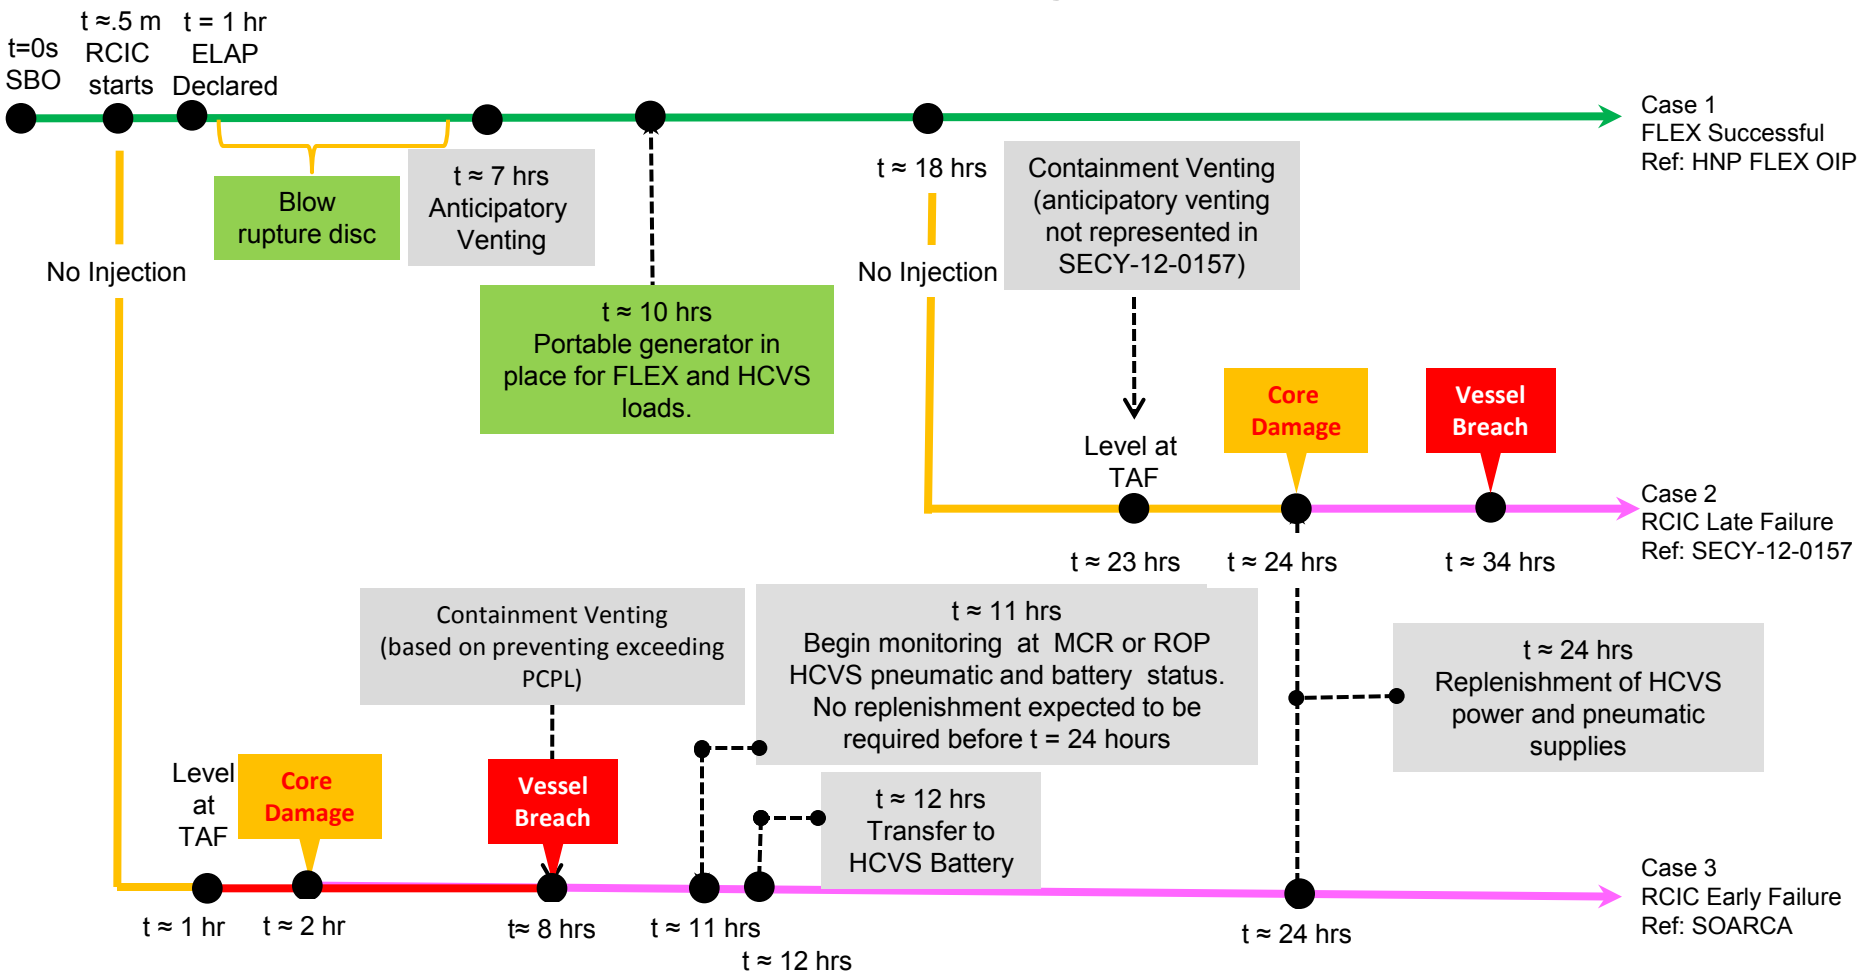 t=0s
SBO
t ≈.5 m
RCIC
starts
t = 1 hr
ELAP
Declared
Case 1
FLEX Successful
Ref: HNP FLEX OIP
Blow
rupture disc
t ≈ 7 hrs
Anticipatory
Venting
t ≈ 18 hrs
Containment Venting
(anticipatory venting
not represented in
SECY-12-0157)
No Injection
No Injection
t ≈ 10 hrs
Portable generator in
place for FLEX and HCVS
loads.
Level at
TAF
Core
Damage
Vessel
Breach
Case 2
RCIC Late Failure
Ref: SECY-12-0157
t ≈ 23 hrs
t ≈ 24 hrs
t ≈ 34 hrs
Containment Venting
(based on preventing exceeding
PCPL)
t ≈ 11 hrs
Begin monitoring at MCR or ROP
HCVS pneumatic and battery status.
No replenishment expected to be
required before t = 24 hours
t ≈ 24 hrs
Replenishment of HCVS
power and pneumatic
supplies
Level
at
TAF
Core
Damage
Vessel
Breach
t ≈ 12 hrs
Transfer to
HCVS Battery
Case 3
RCIC Early Failure
Ref: SOARCA
t ≈ 1 hr
t ≈ 2 hr
t≈ 8 hrs
t ≈ 11 hrs
t ≈ 12 hrs
t ≈ 24 hrs